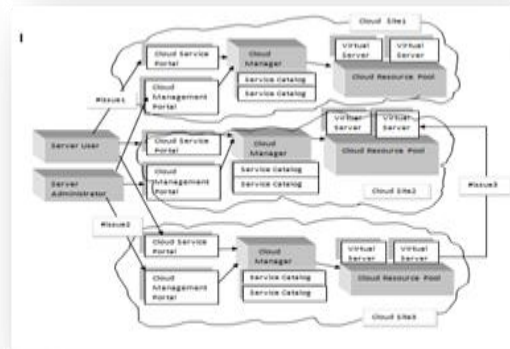 Cloud Site1
Cloud Service
Portal
Cloud
Manager
Virtual
Server
Virtual
Server
Cloud
Management
Portal
Service Catalog
Service Catalog
Cloud Resource Pool
#issue1
Server User
Cloud Service
Portal
Cloud
Manager
Virtual
Server
Virtual
Server
Cloud Resource Pool
Server
Administrator
Cloud
Management
Portal
Service Catalog
Service Catalog
Cloud Site2
#issue3
#issue2
Cloud Service
Portal
Cloud
Manager
Virtual
Server
Virtual
Server
Cloud
Management
Portal
Service Catalog
Service Catalog
Cloud Resource Pool
Cloud Site3